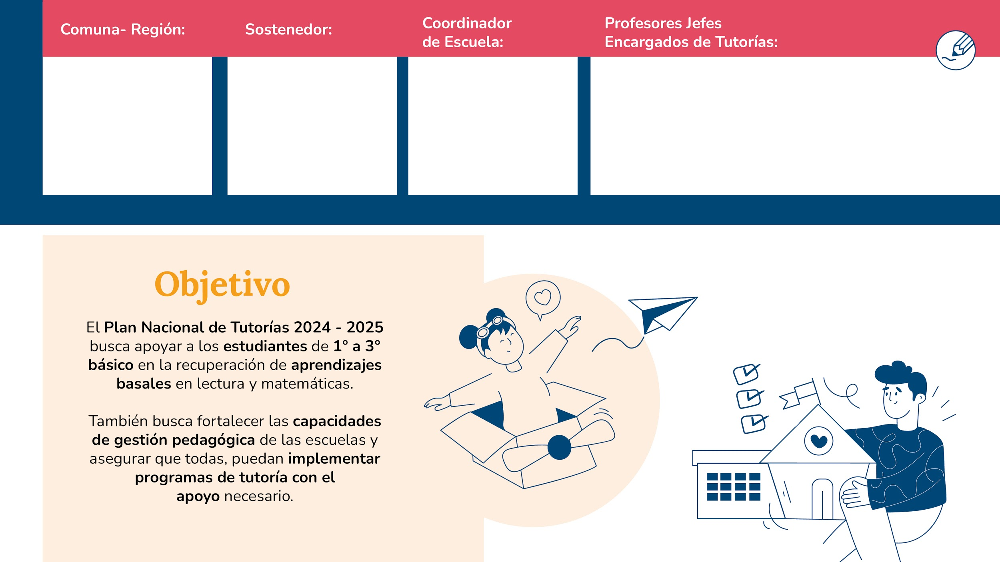 Comuna- Región:
Sostenedor:
Coordinador
de Escuela:
Profesores Jefes
Encargados de Tutorías:
Objetivo
El Plan Nacional de Tutorías 2024 - 2025
busca apoyar a los estudiantes de 1° a 3°
básico en la recuperación de aprendizajes
basales en lectura y matemáticas.
También busca fortalecer las capacidades
de gestión pedagógica de las escuelas y
asegurar que todas, puedan implementar
programas de tutoría con el
apoyo necesario.